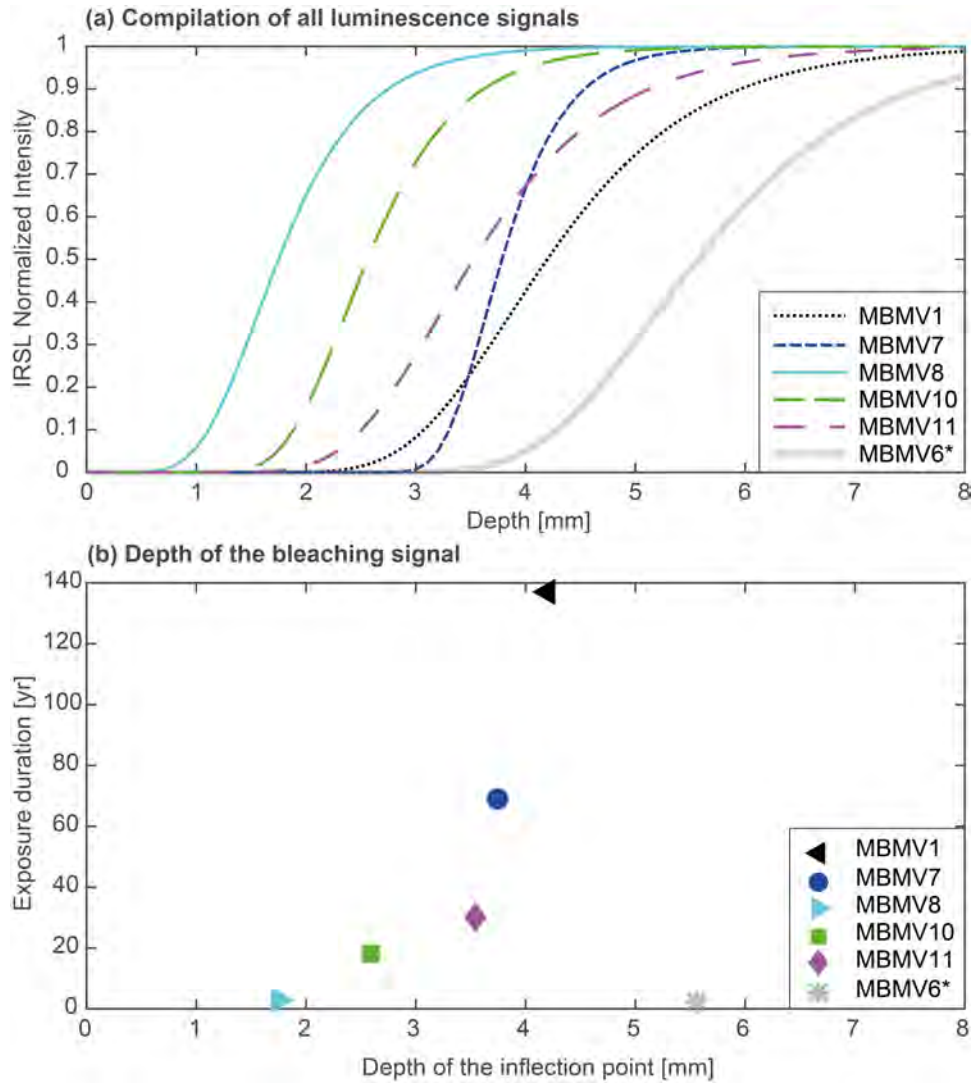 (a) Compilation of all luminescence signals
1
0.9
0.8
0.7
0.6
0.5
0.4
0.3
0.2
0.1
0
IRSL Normalized Intensity
MBMV1
MBMV7
MBMV8
MBMV10
MBMV11
MBMV6*
0 1 2 3 4 5 6 7 8
Depth [mm]
(b) Depth of the bleaching signal
140
120
100
80
60
40
20
0
Exposure duration [yr]
MBMV1
MBMV7
MBMV8
MBMV10
MBMV11
MBMV6*
0 1 2 3 4 5 6 7 8
Depth of the inflection point [mm]